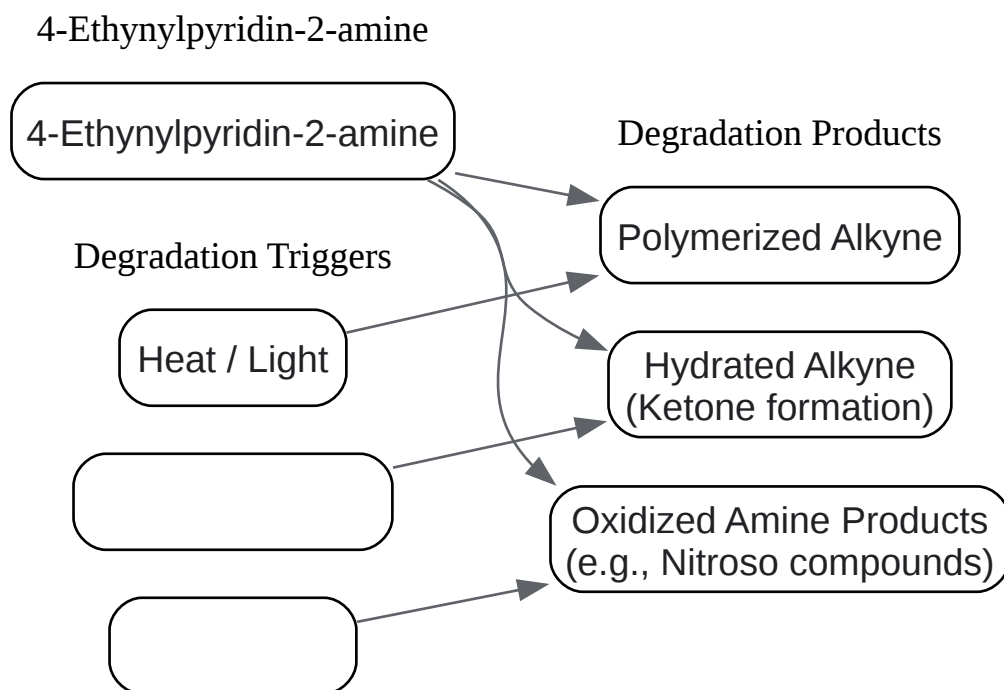 4-Ethynylpyridin-2-amine
4-Ethynylpyridin-2-amine
Degradation Products
Polymerized Alkyne
Degradation Triggers
Heat / Light
Hydrated Alkyne
(Ketone formation)
Oxidized Amine Products
(e.g., Nitroso compounds)